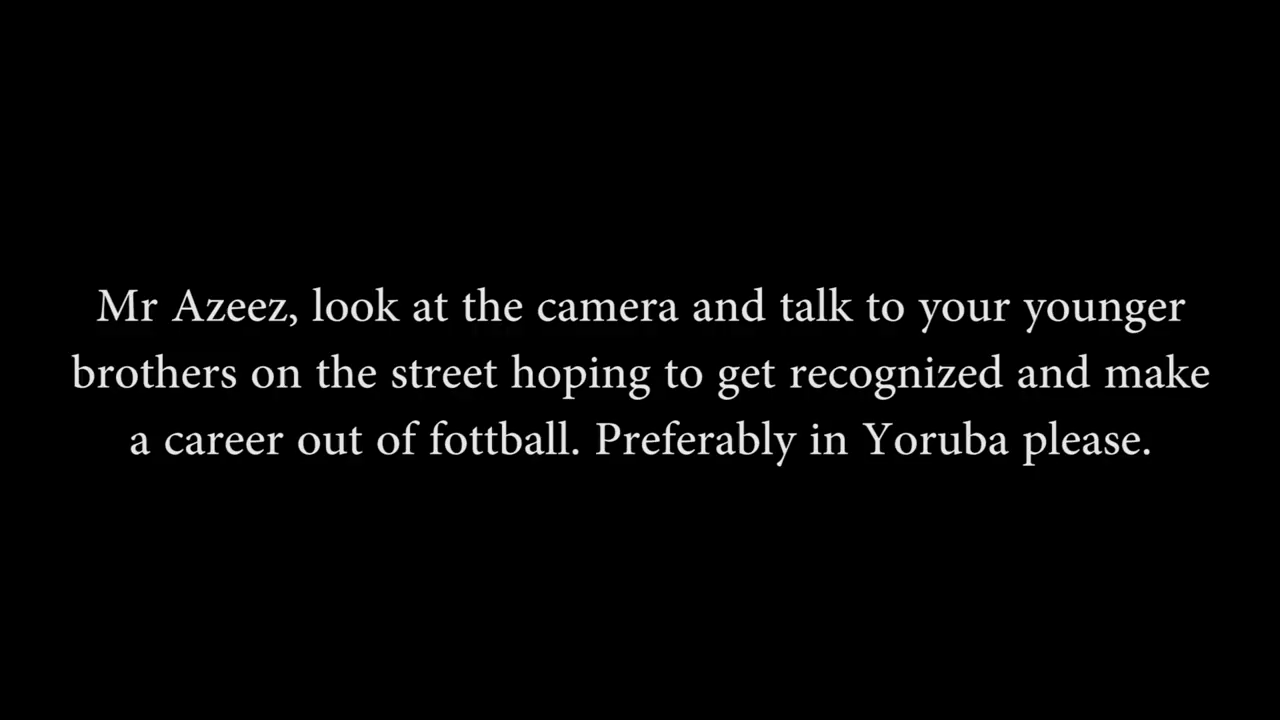 Mr Azeez, look at the camera and talk to your younger
brothers on the street hoping to get recognized and make
a career out of fottball. Preferably in Yoruba please.